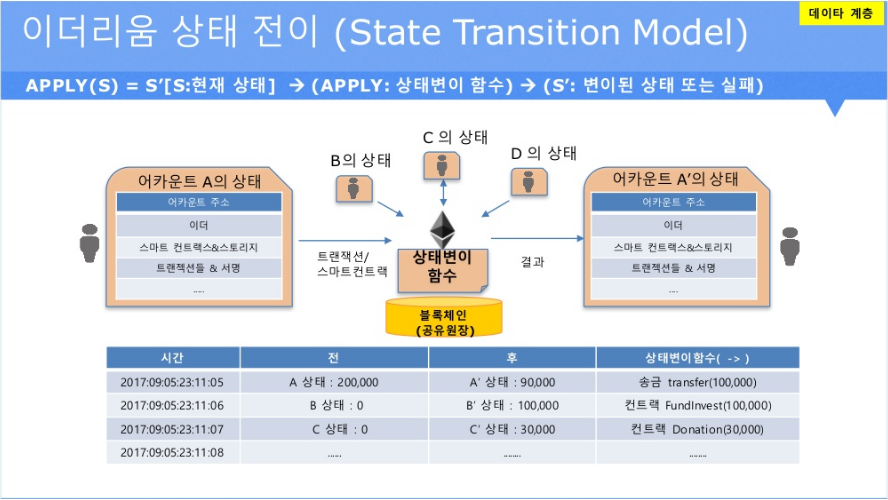 데이타 계층
이더리움 상태 전이 (State Transition Model)
APPLY(S) = S’[S:현재 상태] → (APPLY: 상태변이 함수) → (S’: 변이된 상태 또는 실패)
C 의 상태
B의 상태
D 의 상태
어카운트 A의 상태
어카운트 주소
이더
스마트 컨트랙스&스토리지
트랜젝션들 & 서명
.....
트랜잭션/
스마트컨트랙
상태변이
함수
블록체인
(공유원장)
결과
어카운트 A’의 상태
어카운트 주소
이더
스마트 컨트랙스&스토리지
트랜젝션들 & 서명
....
시간 전 후 상태변이함수( -> )
2017:09:05:23:11:05 A 상태 : 200,000 A’ 상태 : 90,000 송금 transfer(100,000)
2017:09:05:23:11:06 B 상태 : 0 B’ 상태 : 100,000 컨트랙 FundInvest(100,000)
2017:09:05:23:11:07 C 상태 : 0 C’ 상태 : 30,000 컨트랙 Donation(30,000)
2017:09:05:23:11:08 ...... ........ ........